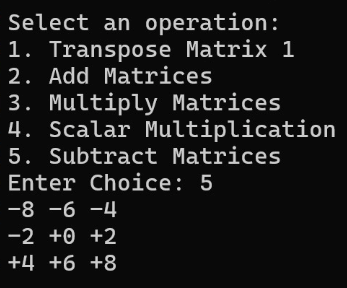 Select an operation:
1. Transpose Matrix 1
2. Add Matrices
3. Multiply Matrices
4. Scalar Multiplication
5. Subtract Matrices
Enter Choice: 5
-8 -6 -4
-2 +0 +2
+4 +6 +8